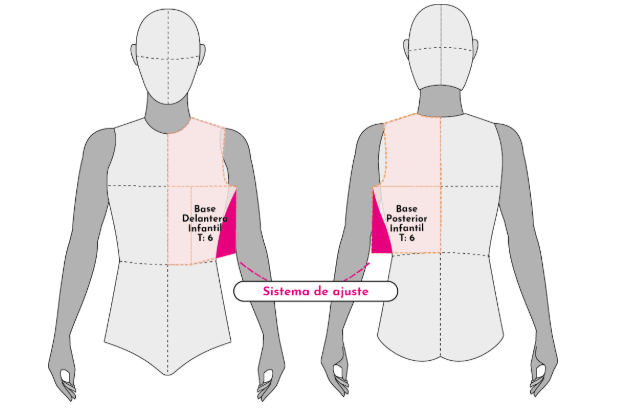 Base
Delantera
Infantil
T: 6
Base
Posterior
Infantil
T: 6
Sistema de ajuste